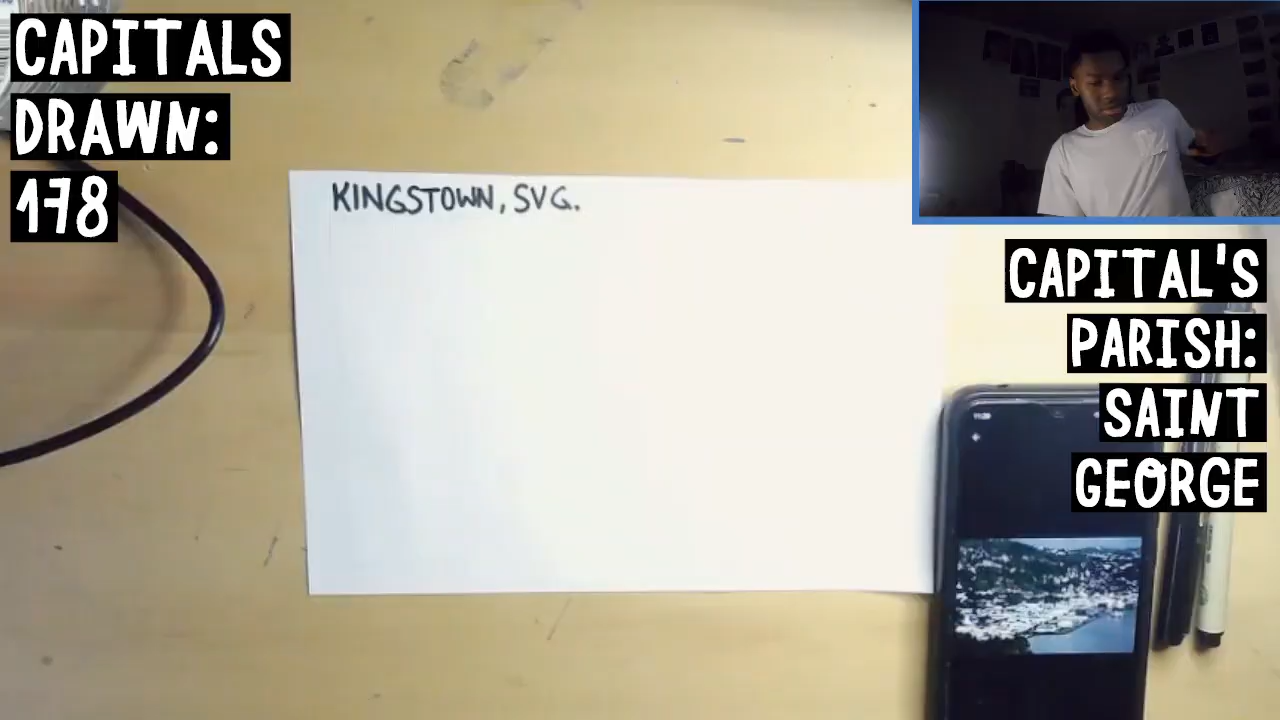 CAPITALS
DRAWN:
178
KINGSTOWN, SVG.
CAPITAL'S
PARISH:
SAINT
GEORGE